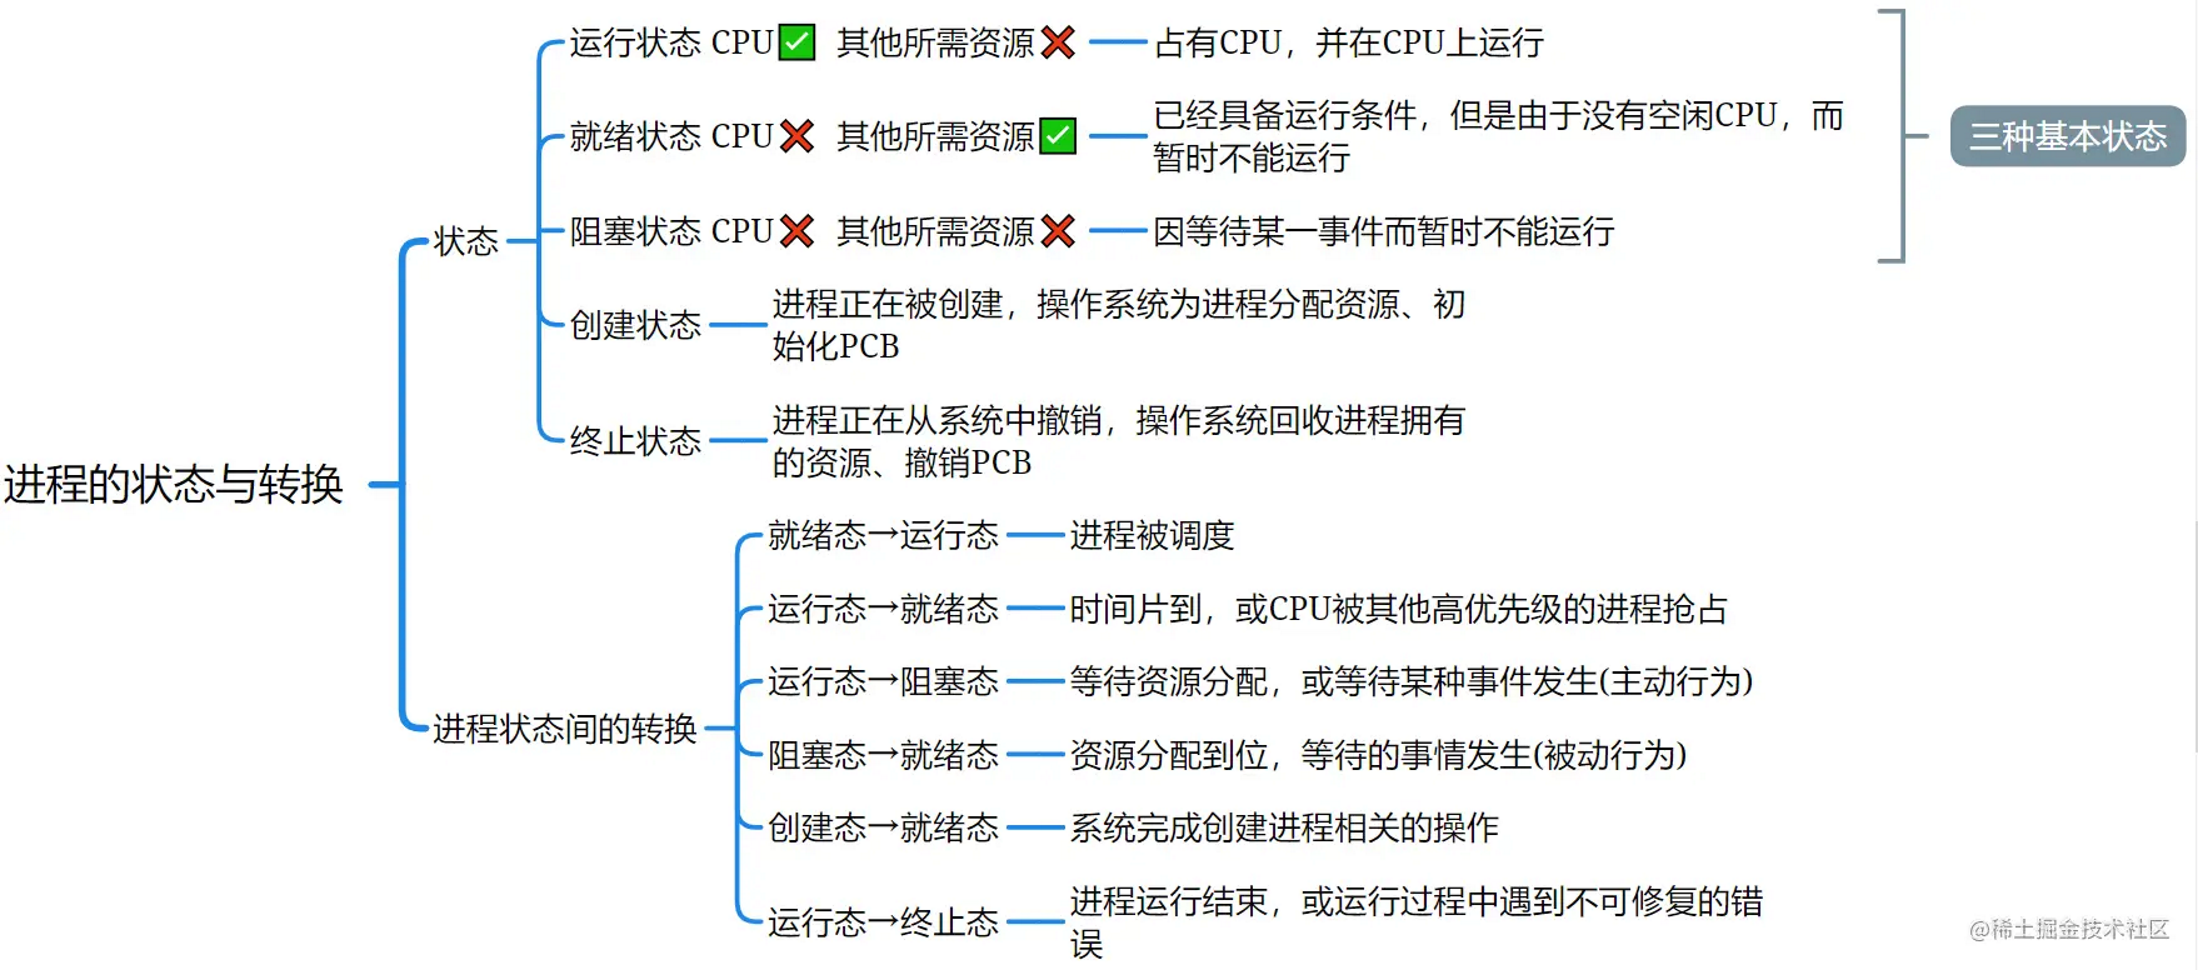 运行状态 CPU✅ 其他所需资源❌
占有CPU，并在CPU上运行
就绪状态 CPU❌ 其他所需资源✅
已经具备运行条件，但是由于没有空闲CPU，而
暂时不能运行
三种基本状态
阻塞状态 CPU❌ 其他所需资源❌
因等待某一事件而暂时不能运行
状态
创建状态
进程正在被创建，操作系统为进程分配资源、初
始化PCB
终止状态
进程正在从系统中撤销，操作系统回收进程拥有
的资源、撤销PCB
进程的状态与转换
就绪态→运行态
进程被调度
运行态→就绪态
时间片到，或CPU被其他高优先级的进程抢占
运行态→阻塞态
等待资源分配，或等待某种事件发生(主动行为)
进程状态间的转换
阻塞态→就绪态
资源分配到位，等待的事情发生(被动行为)
创建态→就绪态
系统完成创建进程相关的操作
运行态→终止态
进程运行结束，或运行过程中遇到不可修复的错
误
@稀土掘金技术社区